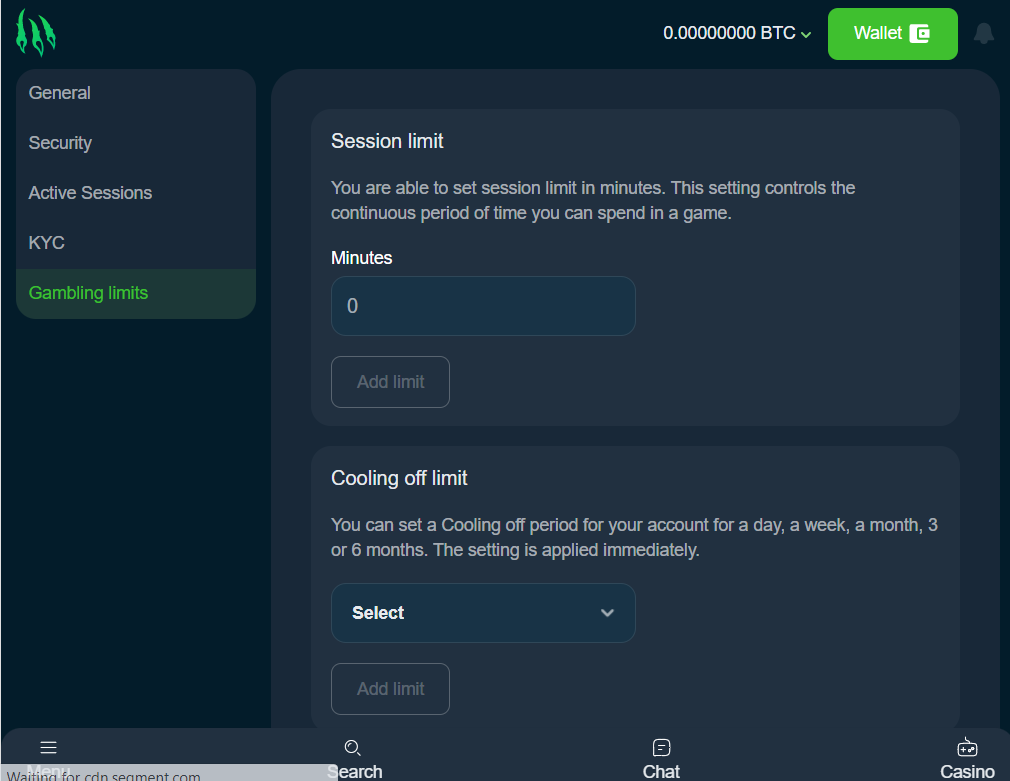 0.00000000 BTC
Wallet
General
Security
Active Sessions
KYC
Gambling limits
Session limit
You are able to set session limit in minutes. This setting controls the
continuous period of time you can spend in a game.
Minutes
0
Add limit
Cooling off limit
You can set a Cooling off period for your account for a day, a week, a month, 3
or 6 months. The setting is applied immediately.
Select
Add limit
Menu
Search
Chat
Casino
Waiting for cdn.segment.com